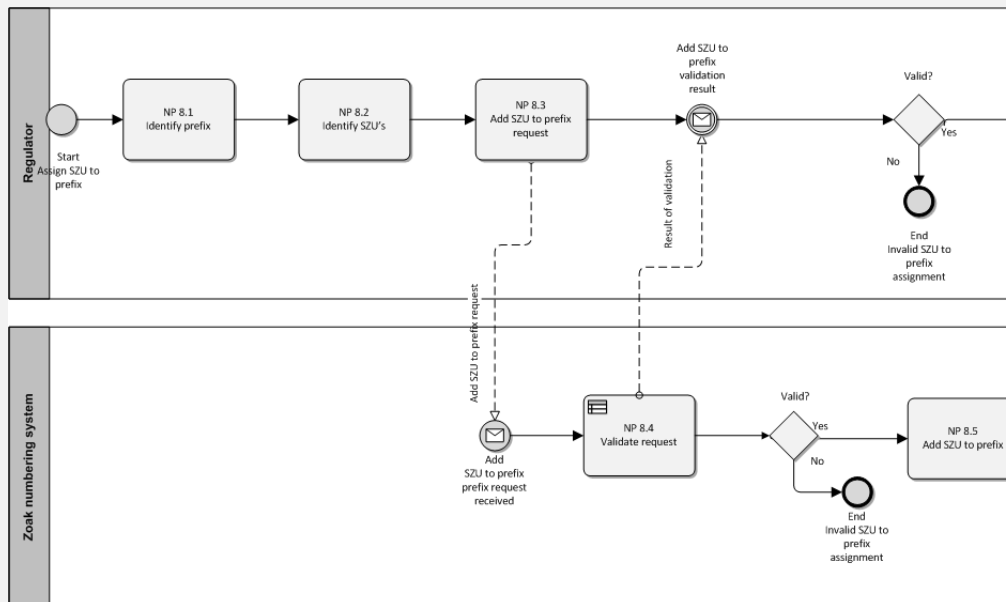 Regulator
Start
Assign SZU to
prefix
NP 8.1
Identify prefix
NP 8.2
Identify SZU's
NP 8.3
Add SZU to prefix
request
Add SZU to
prefix
validation
result
Valid?
Yes
No
End
Invalid SZU to
prefix
assignment
Result of validation
Add SZU to prefix request
Zoak numbering system
Add
SZU to prefix
prefix request
received
NP 8.4
Validate request
Valid?
Yes
No
End
Invalid SZU to
prefix
assignment
NP 8.5
Add SZU to prefix